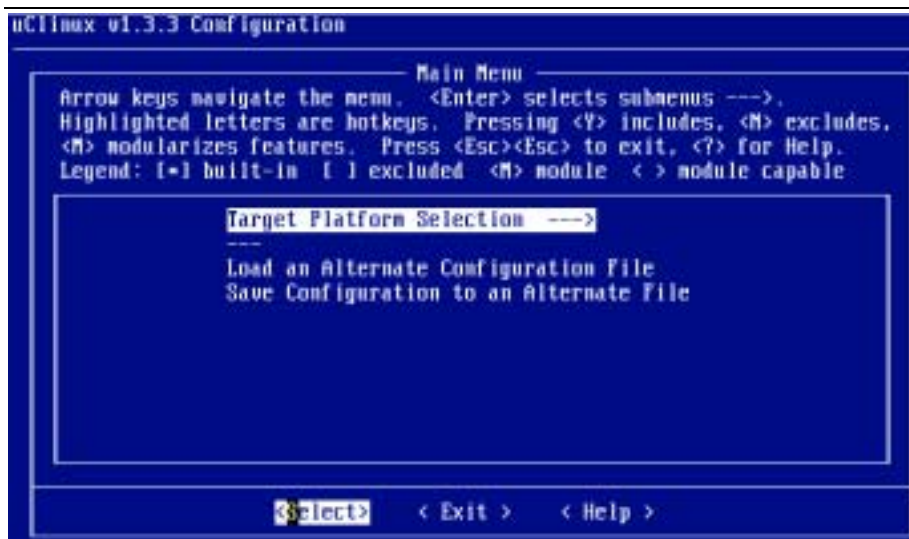 uClinux v1.3.3 Configuration
Main Menu
Arrow keys navigate the menu. <Enter> selects submenus --->.
Highlighted letters are hotkeys. Pressing <Y> includes, <N> excludes,
<M> modularizes features. Press <Esc><Esc> to exit, <?> for Help.
Legend: [*] built-in [ ] excluded <M> module < > module capable
Target Platform Selection --->
---
Load an Alternate Configuration File
Save Configuration to an Alternate File
<Select> < Exit > < Help >